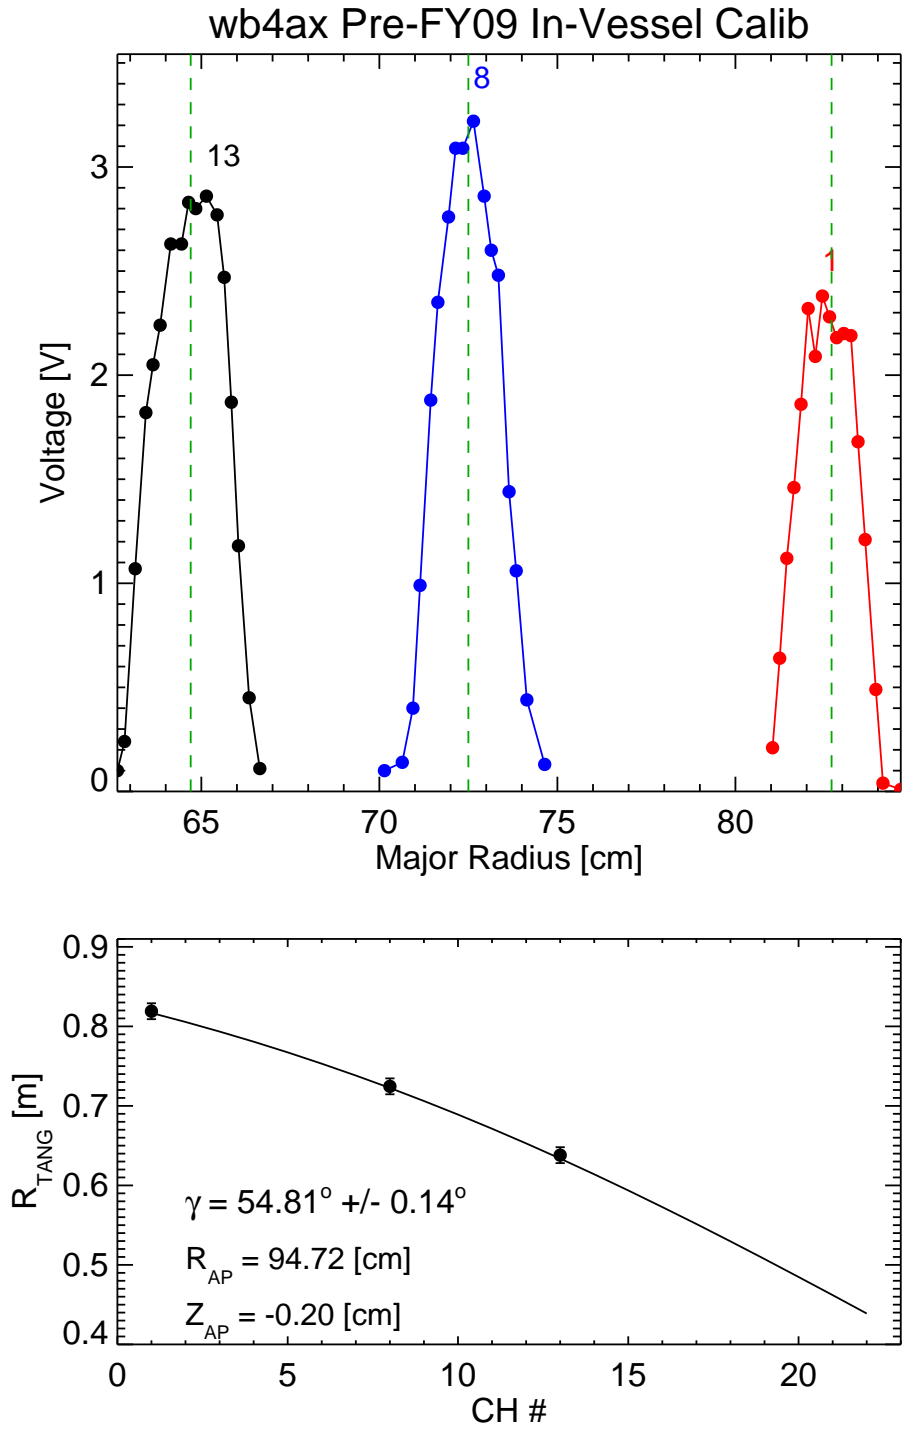 wb4ax Pre-FY09 In-Vessel Calib
8
13
1
3
2
1
0
Voltage [V]
65 70 75 80
Major Radius [cm]
0.9
0.8
0.7
0.6
0.5
0.4
R_TANG [m]
γ = 54.81° +/- 0.14°
R_AP = 94.72 [cm]
Z_AP = -0.20 [cm]
0 5 10 15 20
CH #